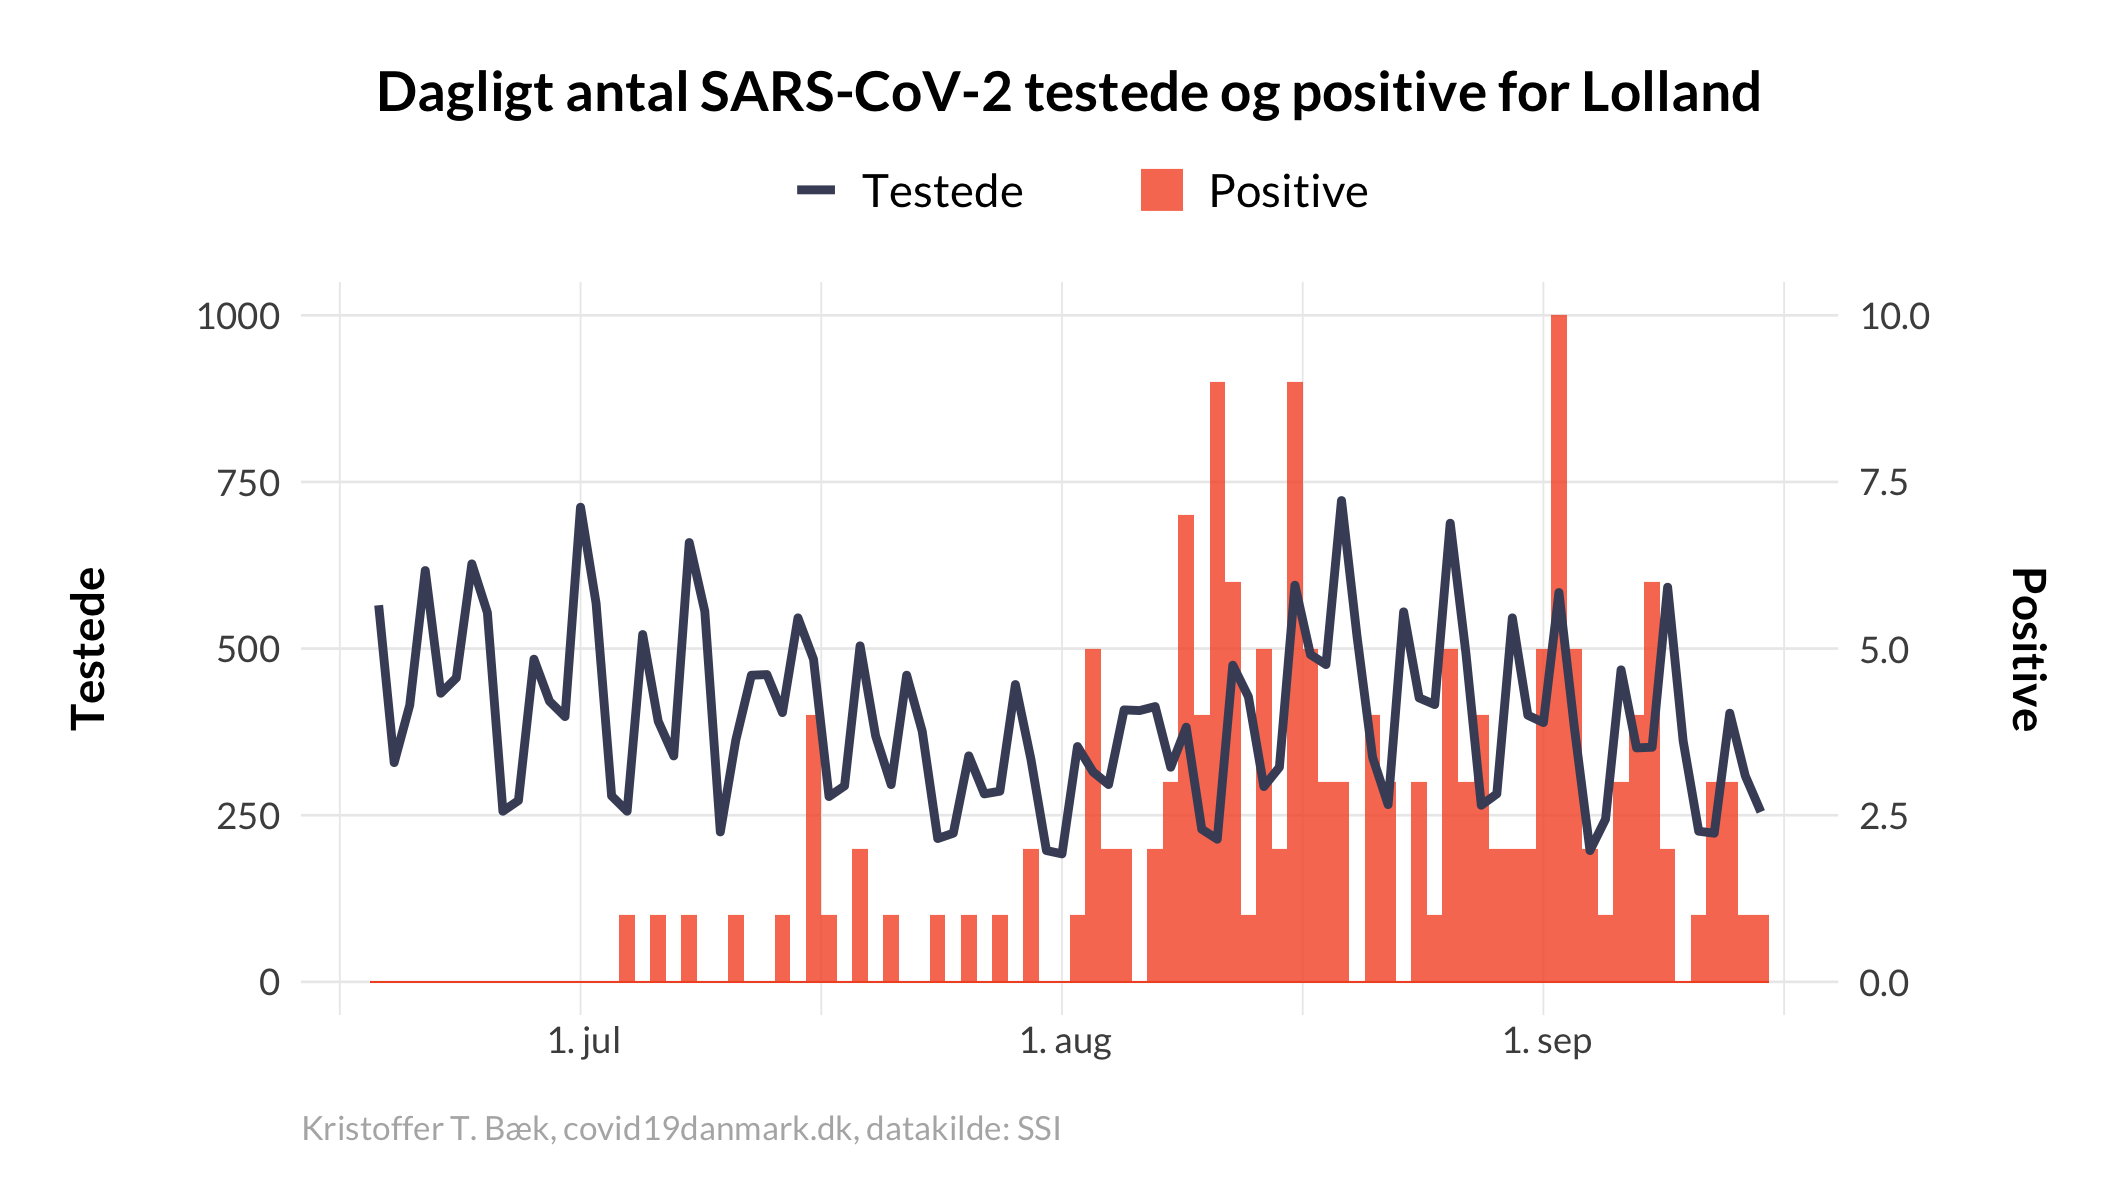 Dagligt antal SARS-CoV-2 testede og positive for Lolland
Testede
Positive
1000
750
500
250
0
10.0
7.5
5.0
2.5
0.0
Testede
Positive
1. jul
1. aug
1. sep
Kristoffer T. Bæk, covid19danmark.dk, datakilde: SSI